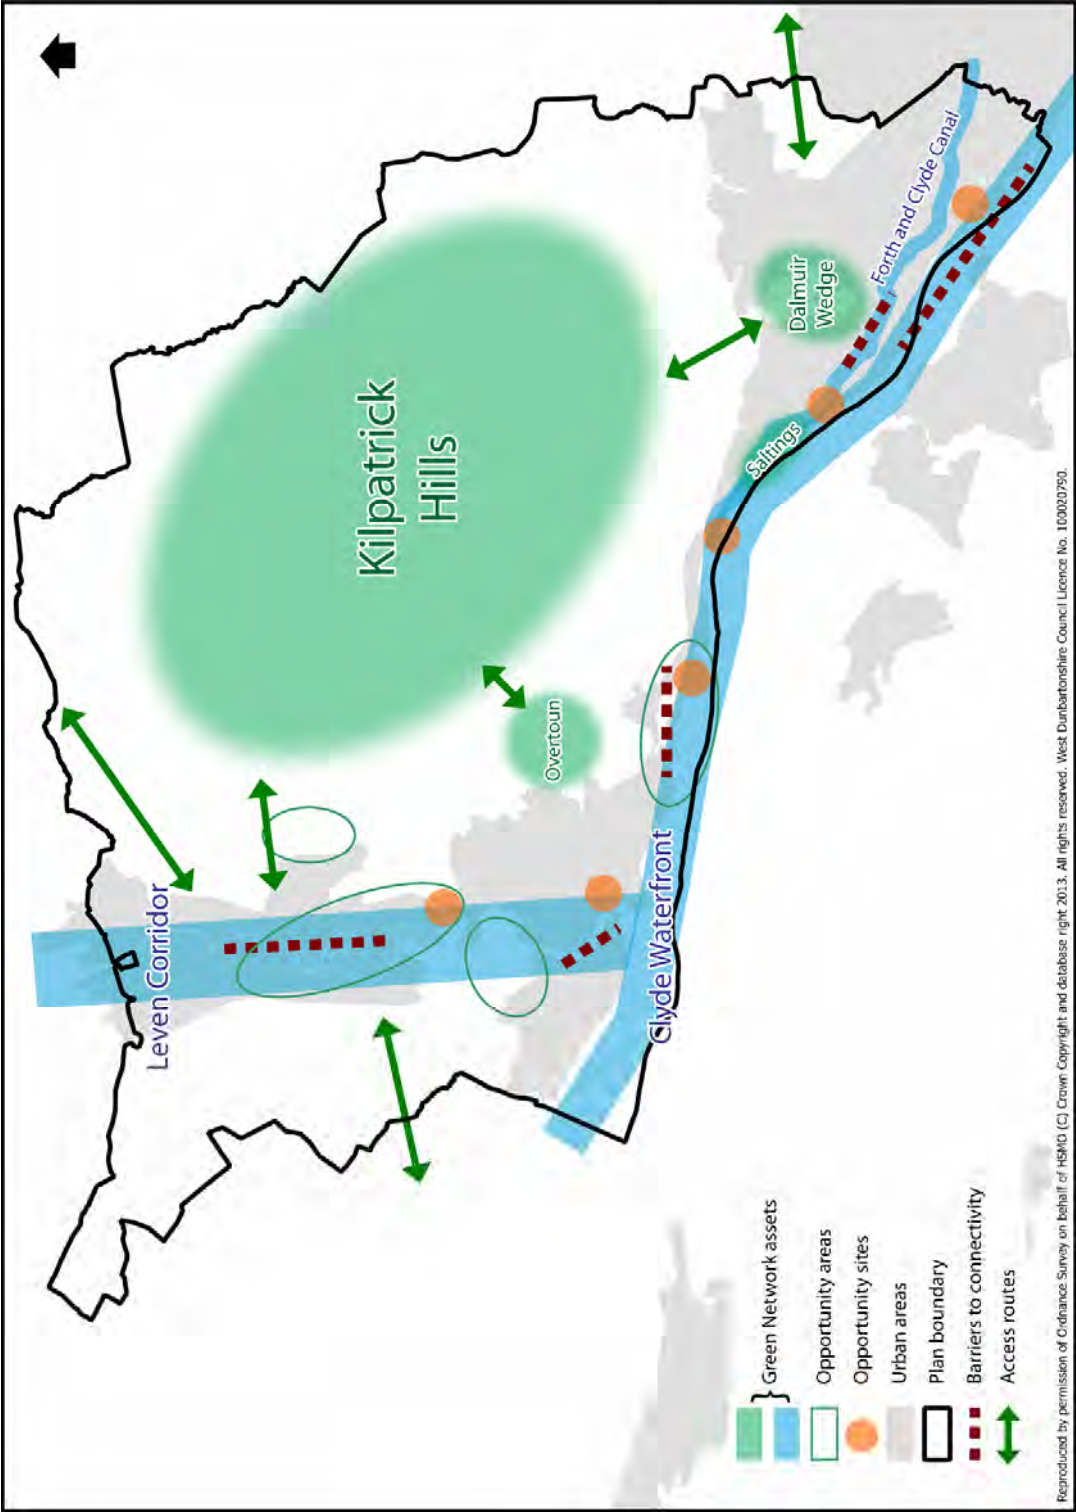 Leven Corridor
Kilpatrick
Hills
Overtoun
Clyde Waterfront
Saltings
Dalmuir
Wedge
Forth and Clyde Canal
Green Network assets
Opportunity areas
Opportunity sites
Urban areas
Plan boundary
Barriers to connectivity
Access routes
Reproduced by permission of Ordnance Survey on behalf of HSMO (C) Crown Copyright and database right 2013. All rights reserved. West Dunbartonshire Council Licence No. 100020790.